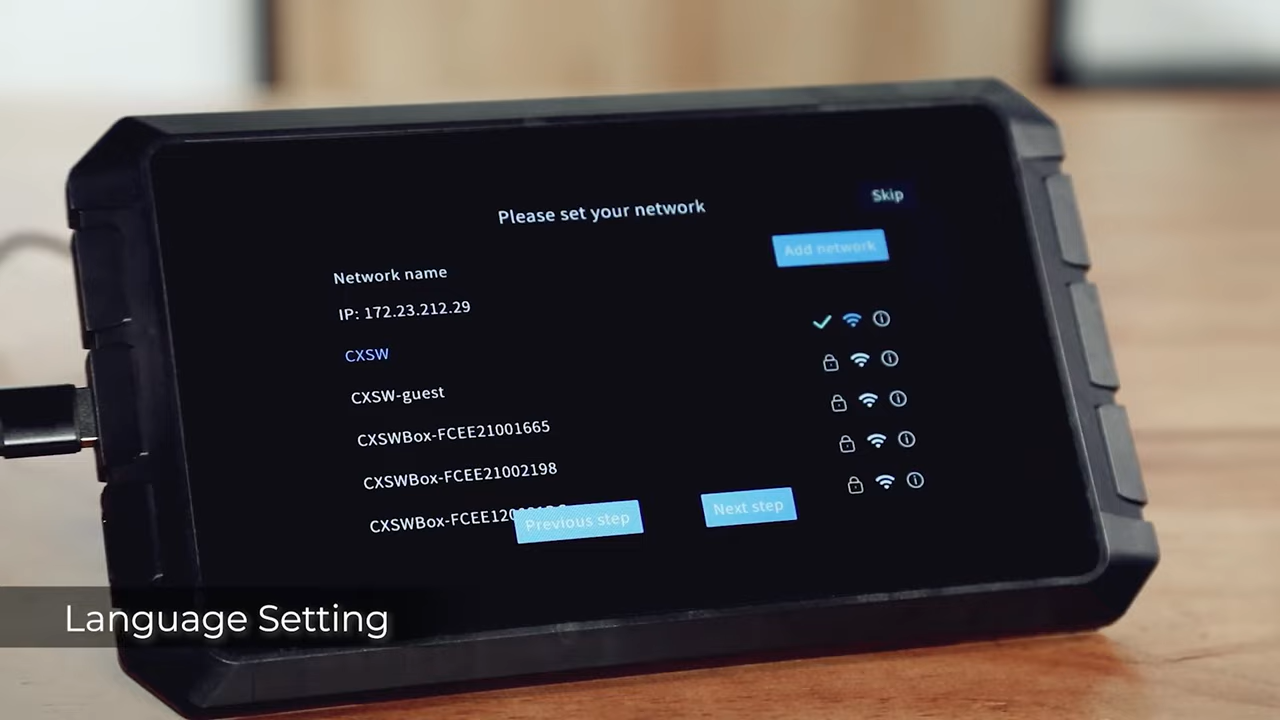 Skip
Please set your network
Add network
Network name
IP: 172.23.212.29
CXSW
CXSW-guest
CXSWBox-FCEE21001665
CXSWBox-FCEE21002198
Previous step
Next step
Language Setting